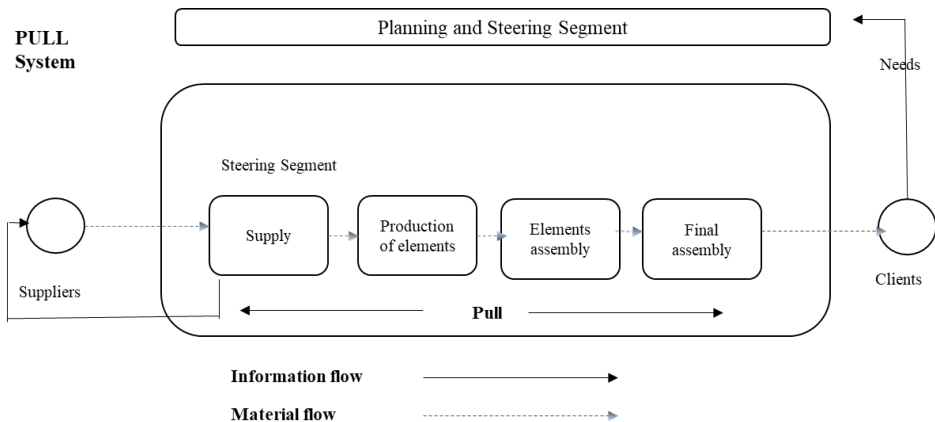 PULL
System
Planning and Steering Segment
Needs
Steering Segment
Supply
Production
of elements
Elements
assembly
Final
assembly
Suppliers
Clients
Pull
Information flow
Material flow